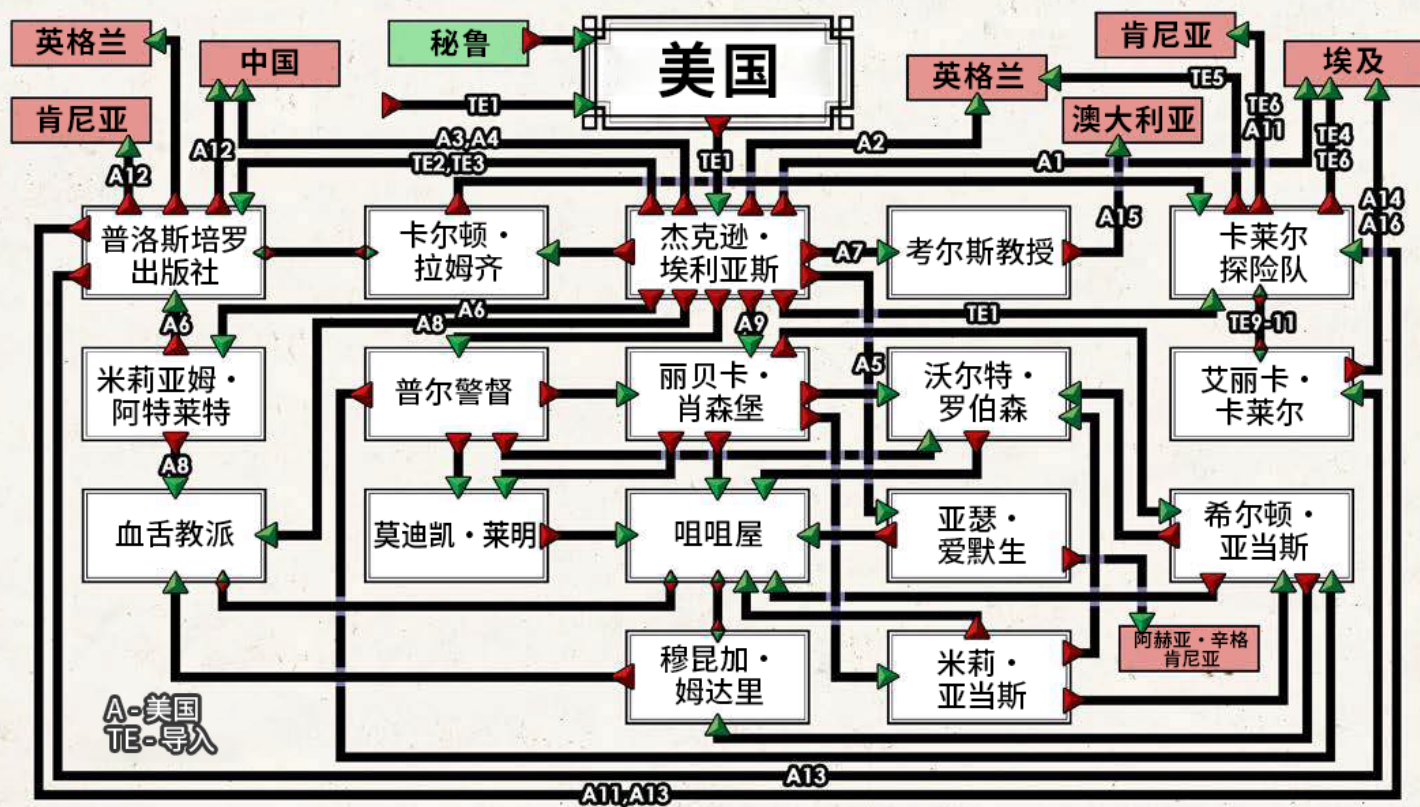 英格兰
中国
秘鲁
美国
英格兰
肯尼亚
埃及
肯尼亚
澳大利亚
TE1
A3,A4
TE2,TE3
A12
A12
TE1
A2
A1
TE5
TE6
A11
TE4
TE6
A14
A16
A15
普洛斯培罗
出版社
卡尔顿・
拉姆齐
杰克逊・
埃利亚斯
A7
考尔斯教授
卡莱尔
探险队
A6
A6
A8
A9
TE1
TE9-11
A5
米莉亚姆・
阿特莱特
普尔警督
丽贝卡・
肖森堡
沃尔特・
罗伯森
艾丽卡・
卡莱尔
A8
血舌教派
莫迪凯・莱明
咀咀屋
亚瑟・
爱默生
希尔顿・
亚当斯
穆昆加・
姆达里
米莉・
亚当斯
阿赫亚・辛格
肯尼亚
A-美国
TE-导入
A13
A11,A13